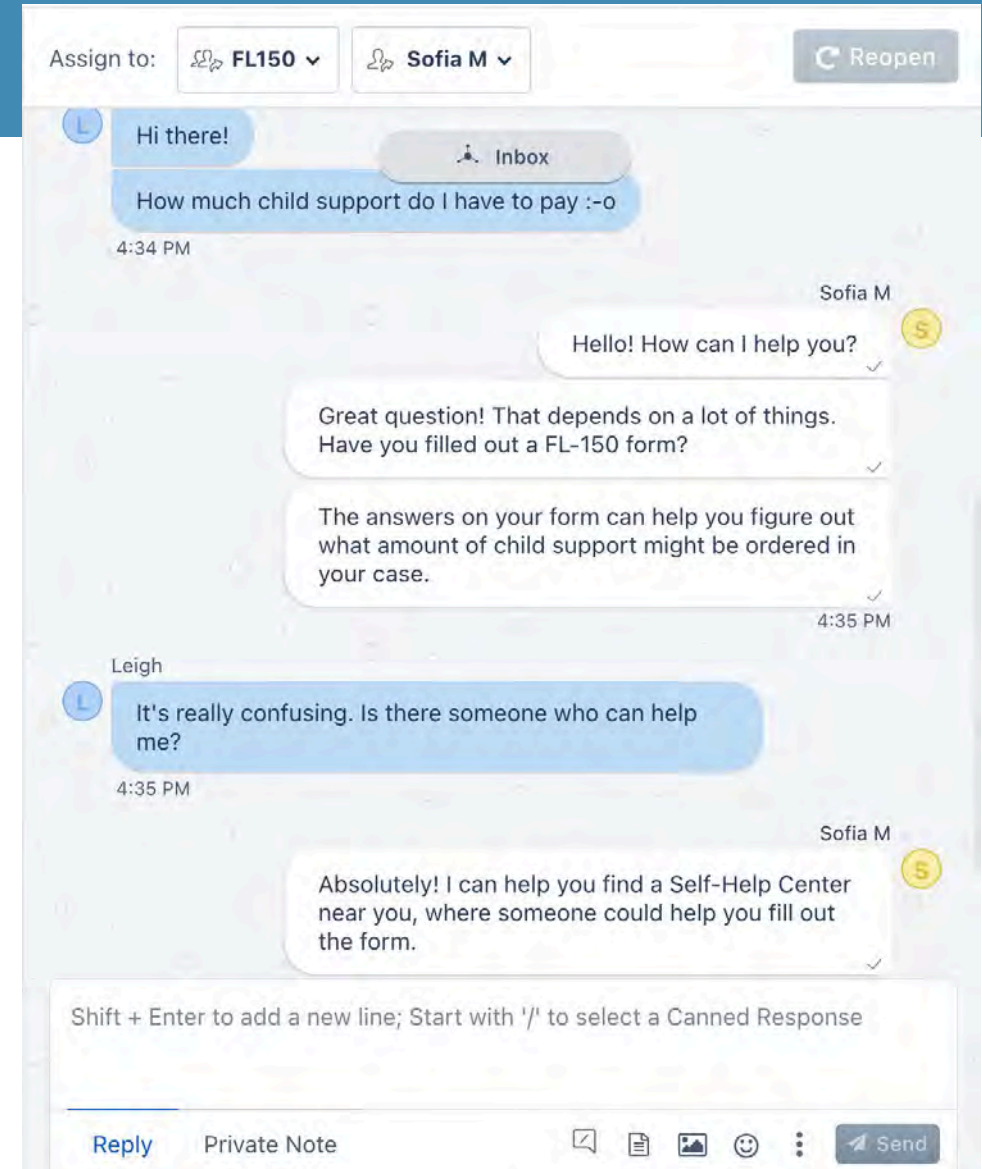 Assign to: FL150 Sofia M Reopen
L Hi there!
Inbox
How much child support do I have to pay :-o
4:34 PM
Sofia M
S
Hello! How can I help you?
Great question! That depends on a lot of things.
Have you filled out a FL-150 form?
The answers on your form can help you figure out
what amount of child support might be ordered in
your case.
4:35 PM
Leigh
L
It's really confusing. Is there someone who can help
me?
4:35 PM
Sofia M
S
Absolutely! I can help you find a Self-Help Center
near you, where someone could help you fill out
the form.
Shift + Enter to add a new line; Start with '/' to select a Canned Response
Reply Private Note Send